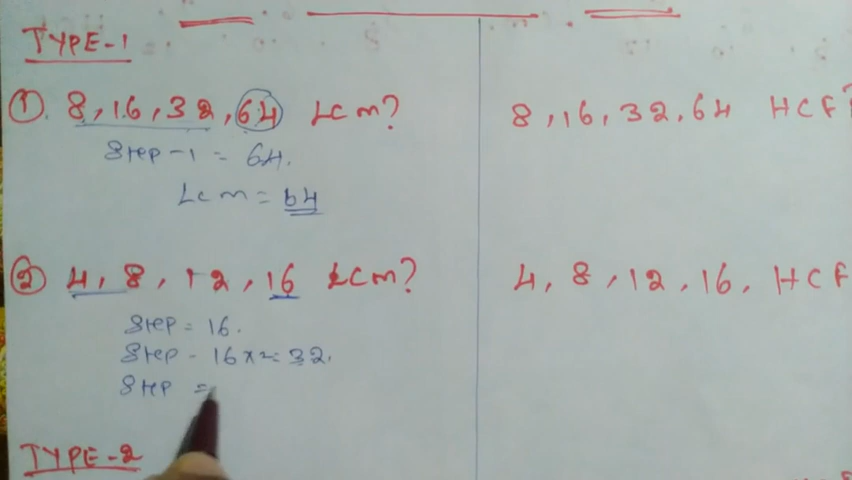 TYPE-1
① 8, 16, 32, 64 Lcm?
Step-1 = 64.
Lcm = 64
② 4, 8, 12, 16 Lcm?
Step = 16.
Step - 16×2=32.
Step =
TYPE-2
8, 16, 32, 64 HCF?
4, 8, 12, 16, HCF